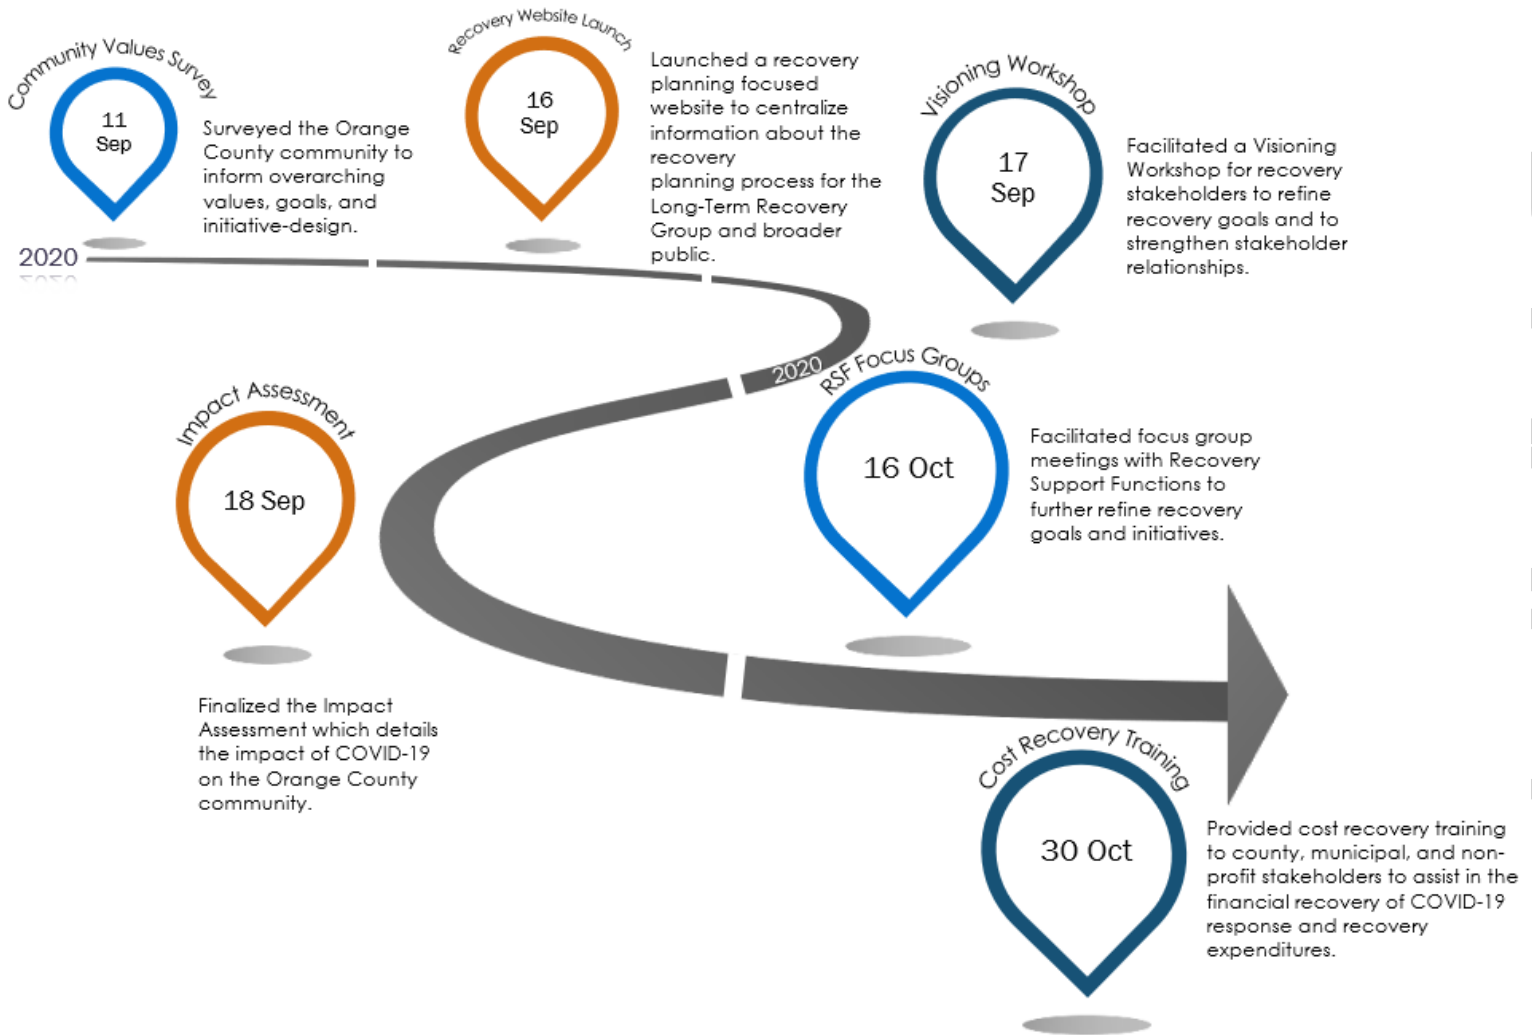 Community Values Survey
11
Sep
Surveyed the Orange
County community to
inform overarching
values, goals, and
initiative-design.
Recovery Website Launch
16
Sep
Launched a recovery
planning focused
website to centralize
information about the
recovery
planning process for the
Long-Term Recovery
Group and broader
public.
Visioning Workshop
17
Sep
Facilitated a Visioning
Workshop for recovery
stakeholders to refine
recovery goals and to
strengthen stakeholder
relationships.
2020
2020
Impact Assessment
18 Sep
Finalized the Impact
Assessment which details
the impact of COVID-19
on the Orange County
community.
RSF Focus Groups
16 Oct
Facilitated focus group
meetings with Recovery
Support Functions to
further refine recovery
goals and initiatives.
Cost Recovery Training
30 Oct
Provided cost recovery training
to county, municipal, and non-
profit stakeholders to assist in the
financial recovery of COVID-19
response and recovery
expenditures.